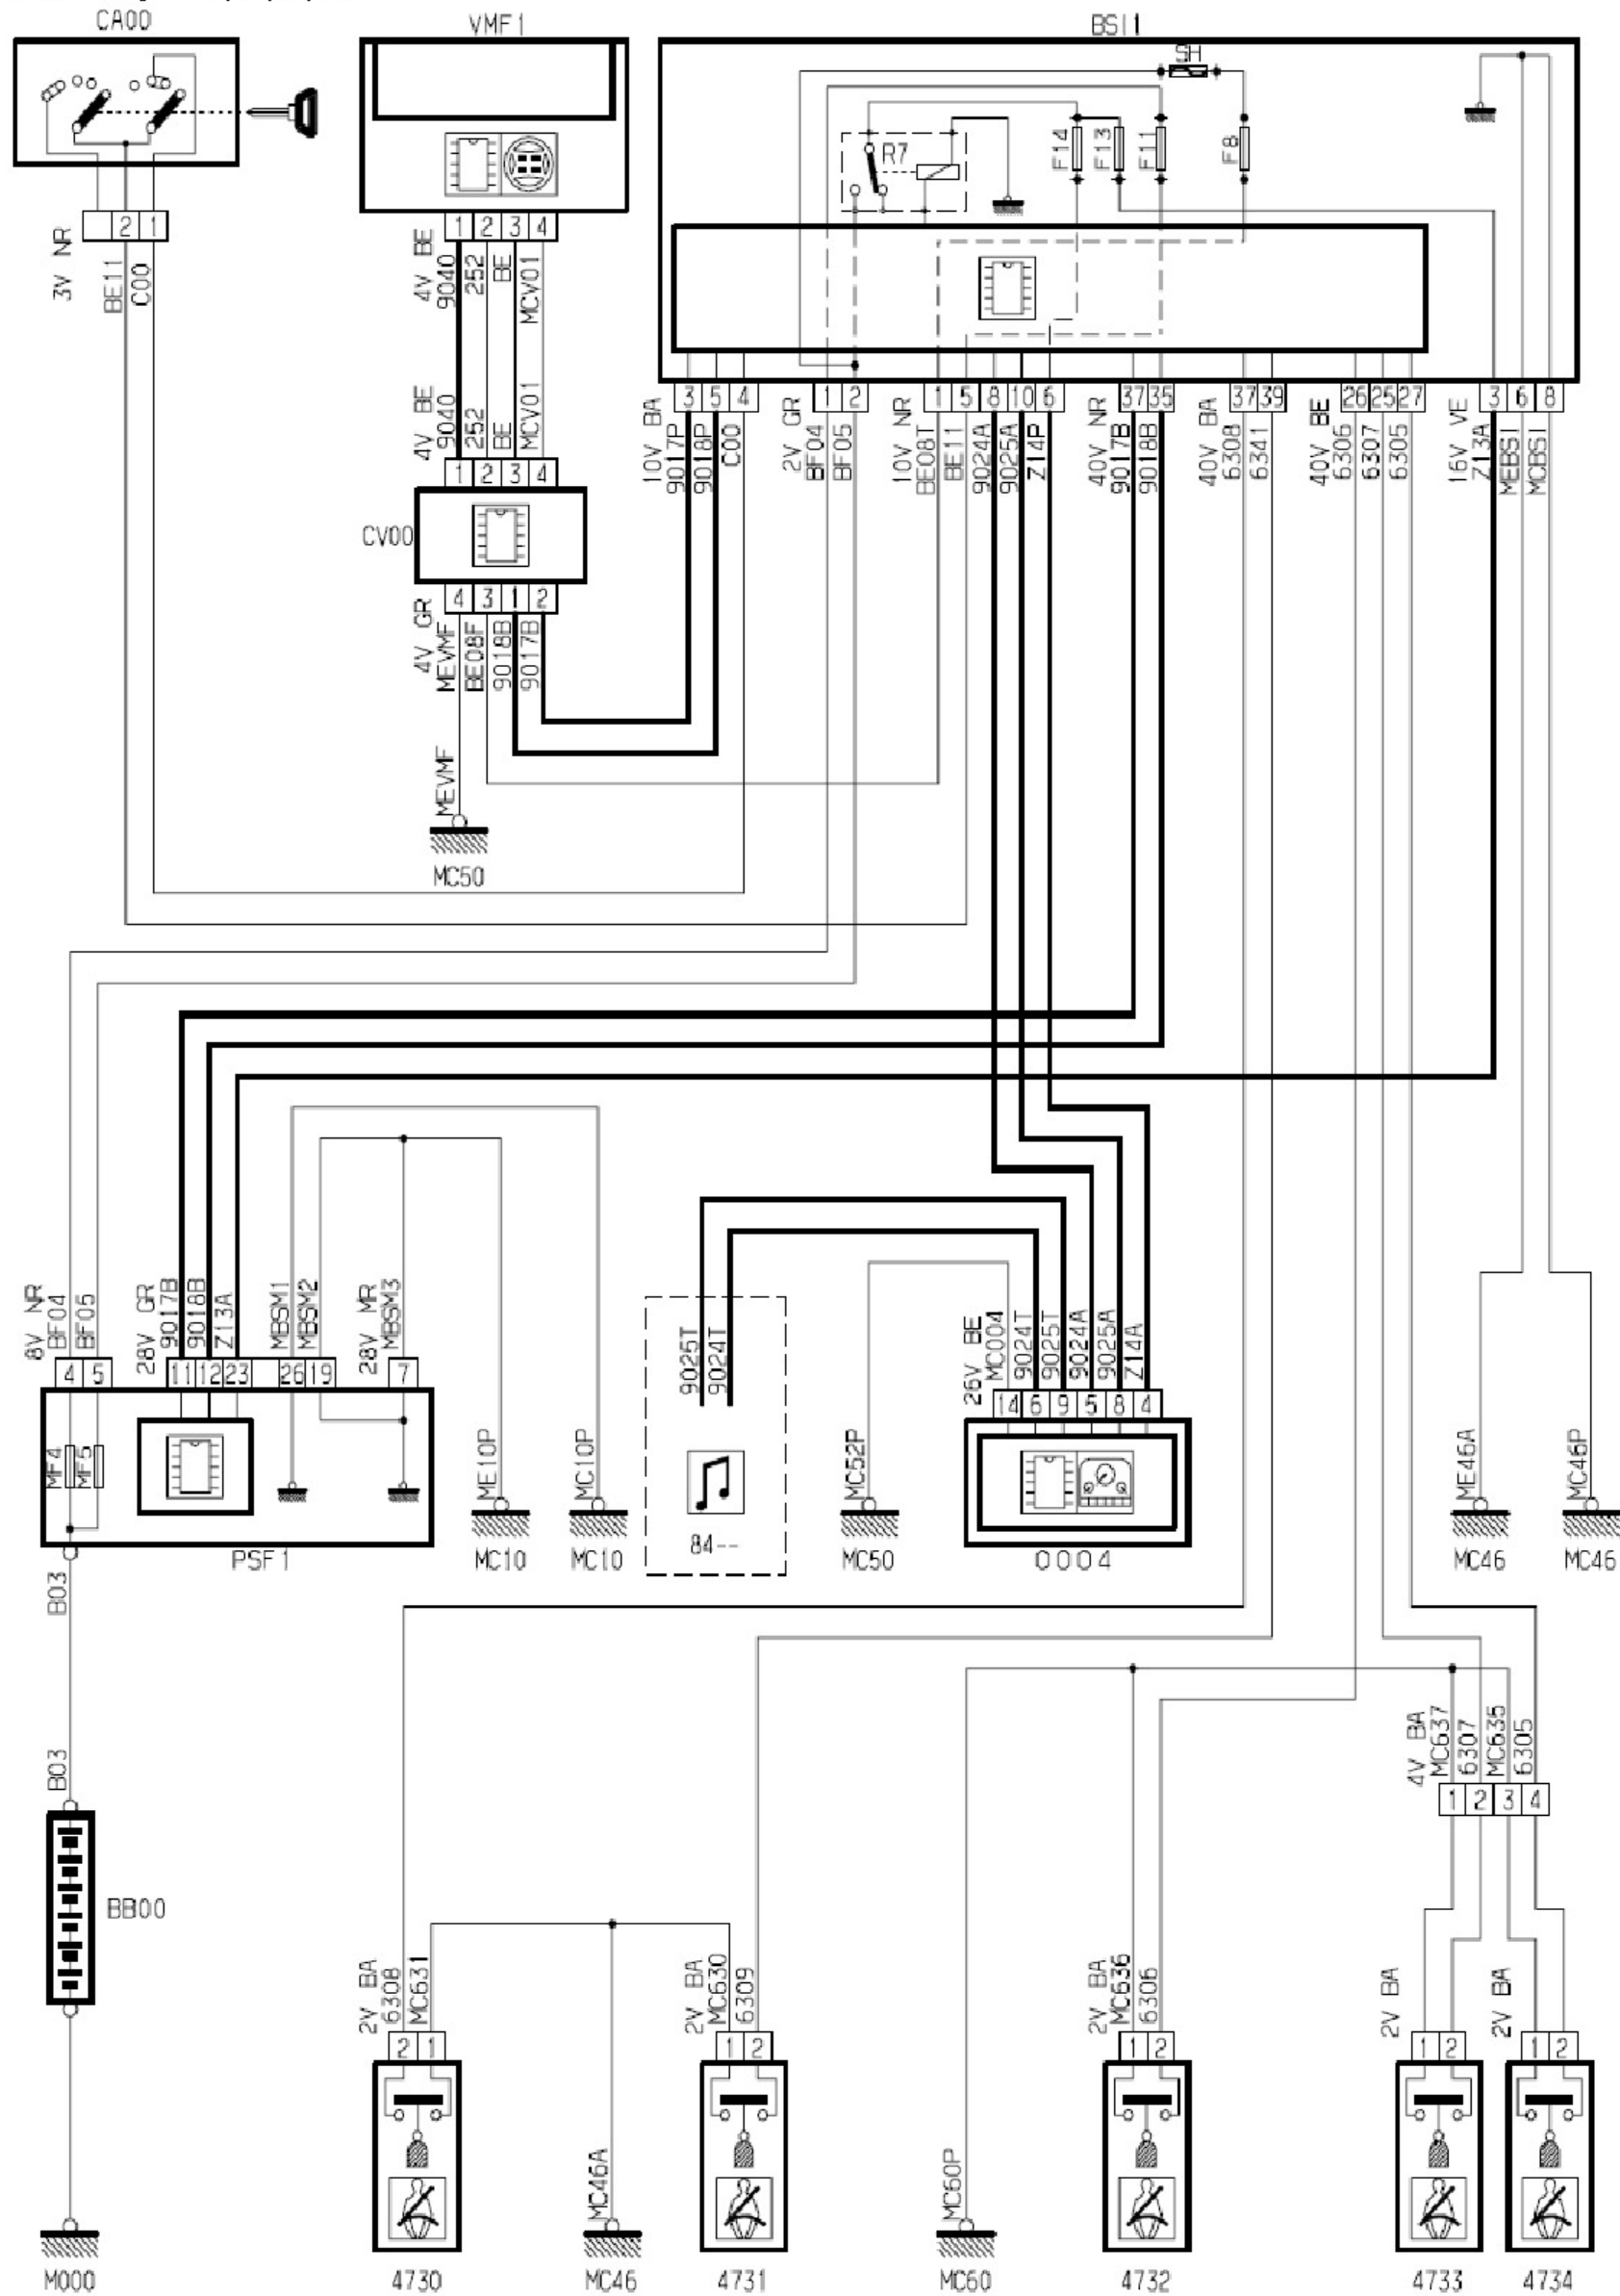 CA00
VMF1
BSI1
SH
R7
F14
F13
F11
F8
2 1
1 2 3 4
3V NR
BE11
C00
4V BE
9040
252
BE
MCV01
4V BE
9040
252
BE
MCV01
1 2 3 4
CV00
4 3 1 2
4V GR
MEVMF
BE08F
9018B
9017B
MEVMF
MC50
3 5 4
1 2
1 5 8 10 6
37 35
37 39
26 25 27
3 6 8
10V BA
9017P
9018P
C00
2V GR
BF04
BF05
10V NR
BE08T
BE11
9024A
9025A
Z14P
40V NR
9017B
9018B
40V BA
6308
6341
40V BE
6306
6307
6305
16V VE
Z13A
MEBSI
MCBSI
8V NR
BF04
BF05
28V GR
9017B
9018B
Z13A
MBSM1
MBSM2
28V MR
MBSM3
4 5
11 12 23
26 19
7
MF4
MF5
PSF1
ME10P
MC10
MC10P
MC10
9025T
9024T
84--
MC52P
MC50
26V BE
MC004
9024T
9025T
9024A
9025A
Z14A
14 6 9 5 8 4
0004
ME46A
MC46
MC46P
MC46
B03
B03
BB00
M000
4V BA
MC637
6307
MC635
6305
1 2 3 4
2V BA
6308
MC631
2 1
4730
MC46A
MC46
2V BA
MC630
6309
1 2
4731
MC60P
MC60
2V BA
MC636
6306
1 2
4732
2V BA
1 2
4733
2V BA
1 2
4734